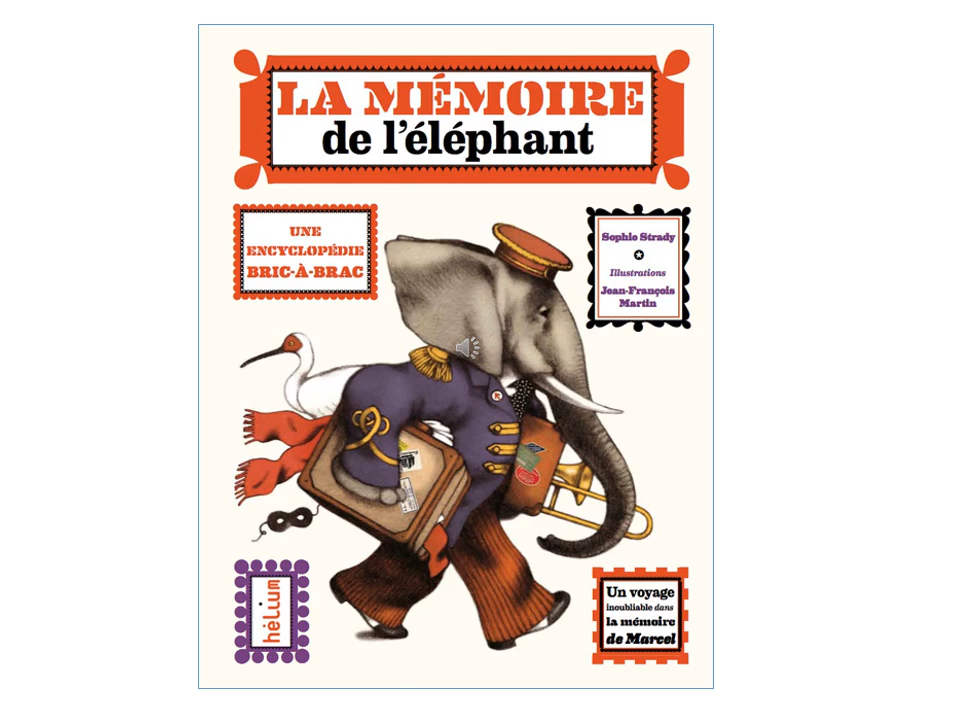 LA MÉMOIRE
de l'éléphant
UNE
ENCYCLOPÉDIE
BRIC-À-BRAC
Sophie Strady
Illustrations
Jean-François
Martin
hélium
Un voyage
inoubliable dans
la mémoire
de Marcel